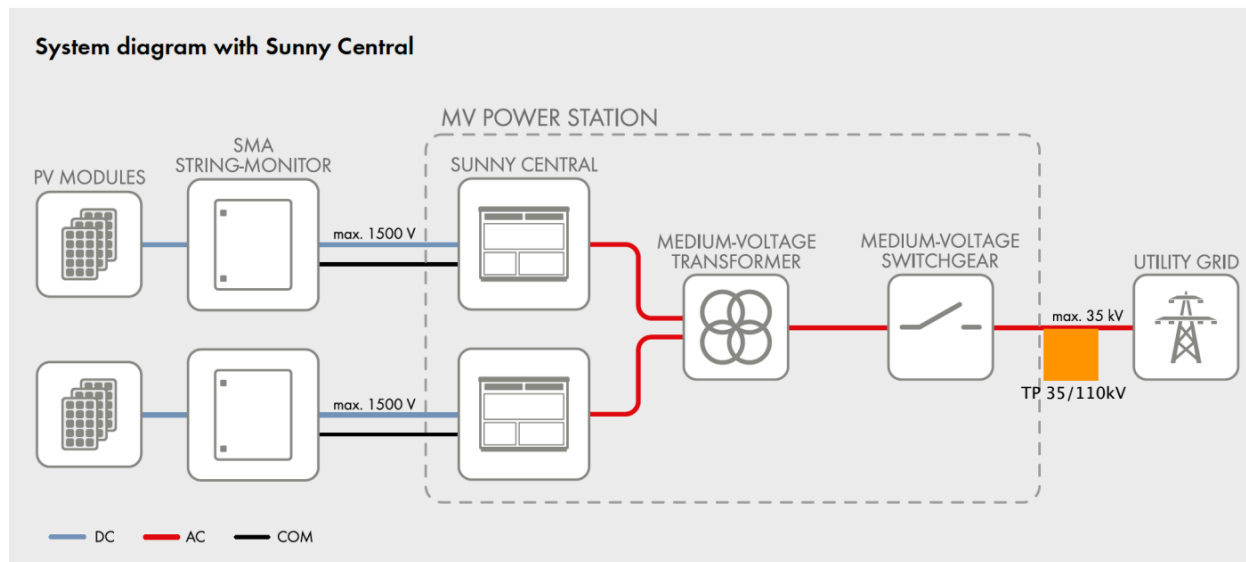 System diagram with Sunny Central
MV POWER STATION
SMA
STRING-MONITOR
PV MODULES
SUNNY CENTRAL
max. 1500 V
MEDIUM-VOLTAGE
TRANSFORMER
MEDIUM-VOLTAGE
SWITCHGEAR
UTILITY GRID
max. 35 kV
TP 35/110kV
max. 1500 V
DC
AC
COM